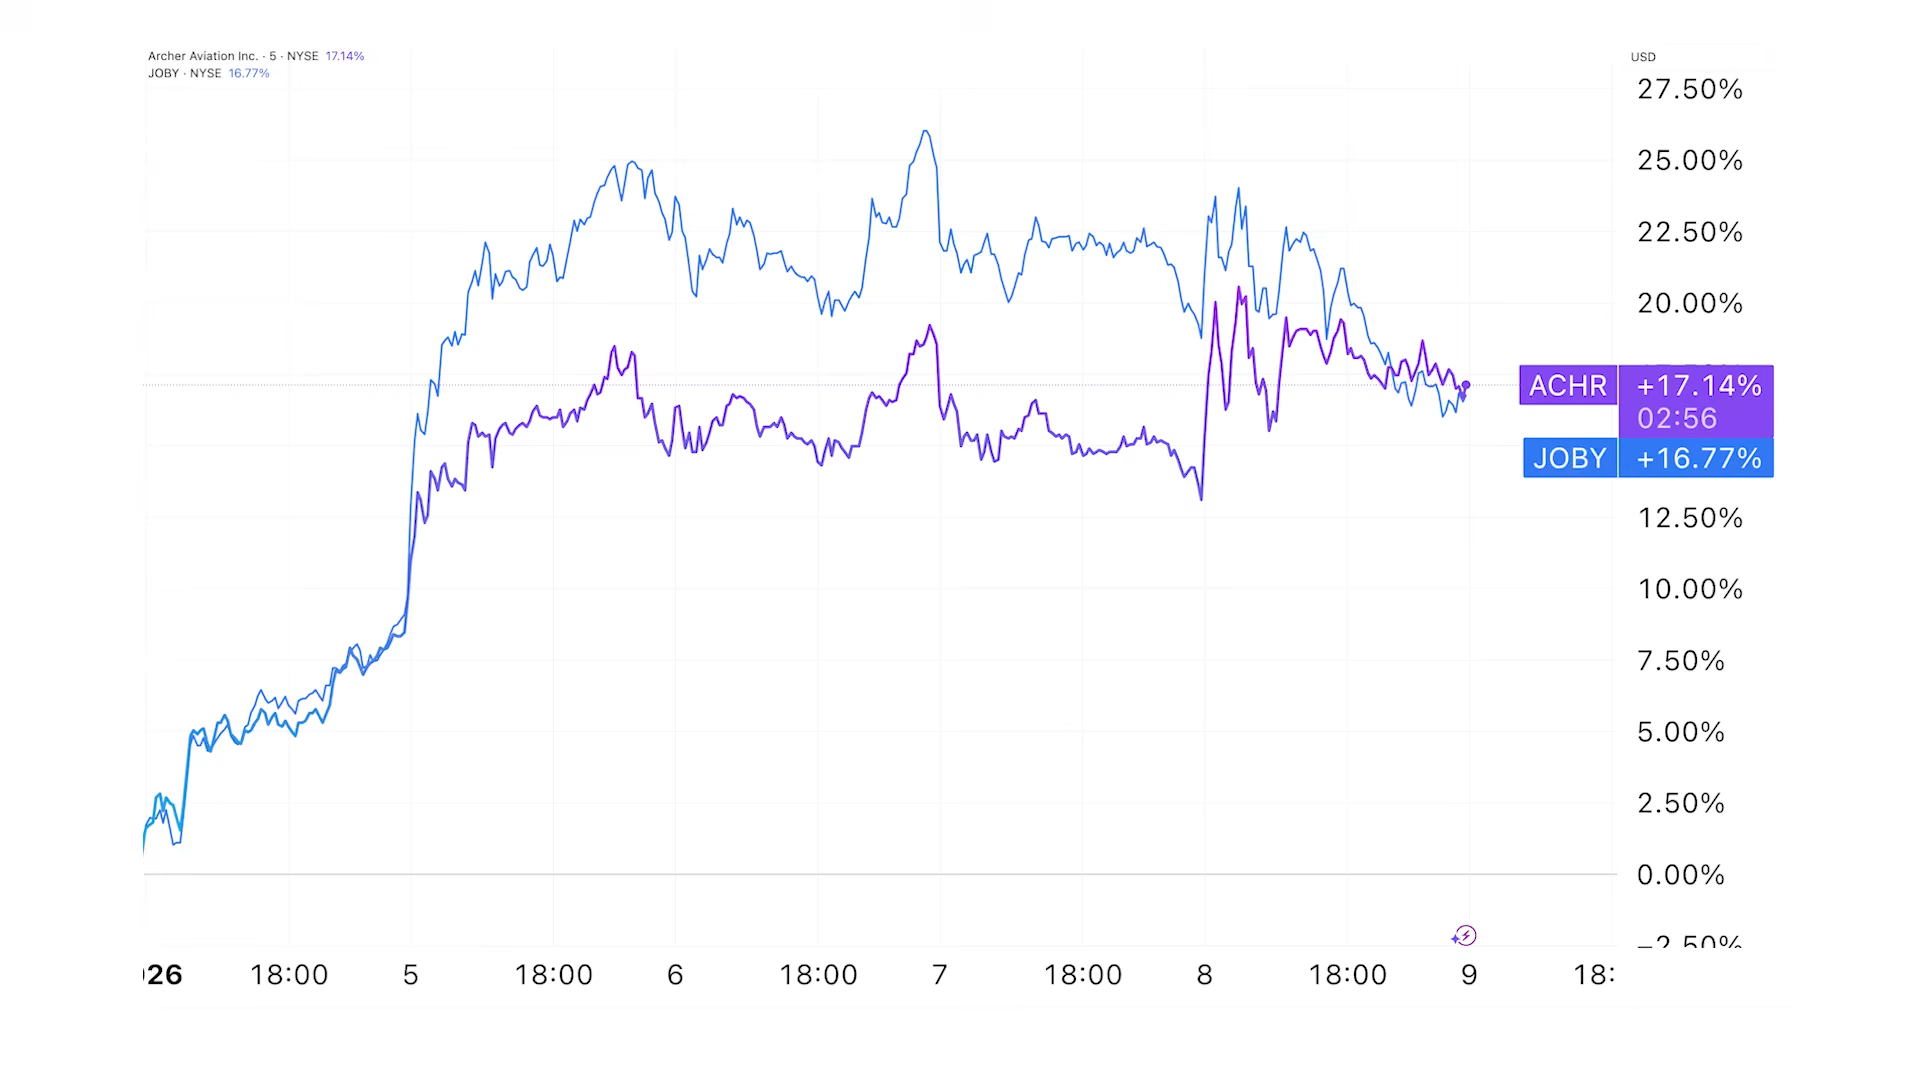 Archer Aviation Inc. · 5 · NYSE 17.14%
JOBY · NYSE 16.77%
USD
27.50%
25.00%
22.50%
20.00%
ACHR +17.14%
02:56
JOBY +16.77%
12.50%
10.00%
7.50%
5.00%
2.50%
0.00%
−2.50%
26 18:00 5 18:00 6 18:00 7 18:00 8 18:00 9 18: